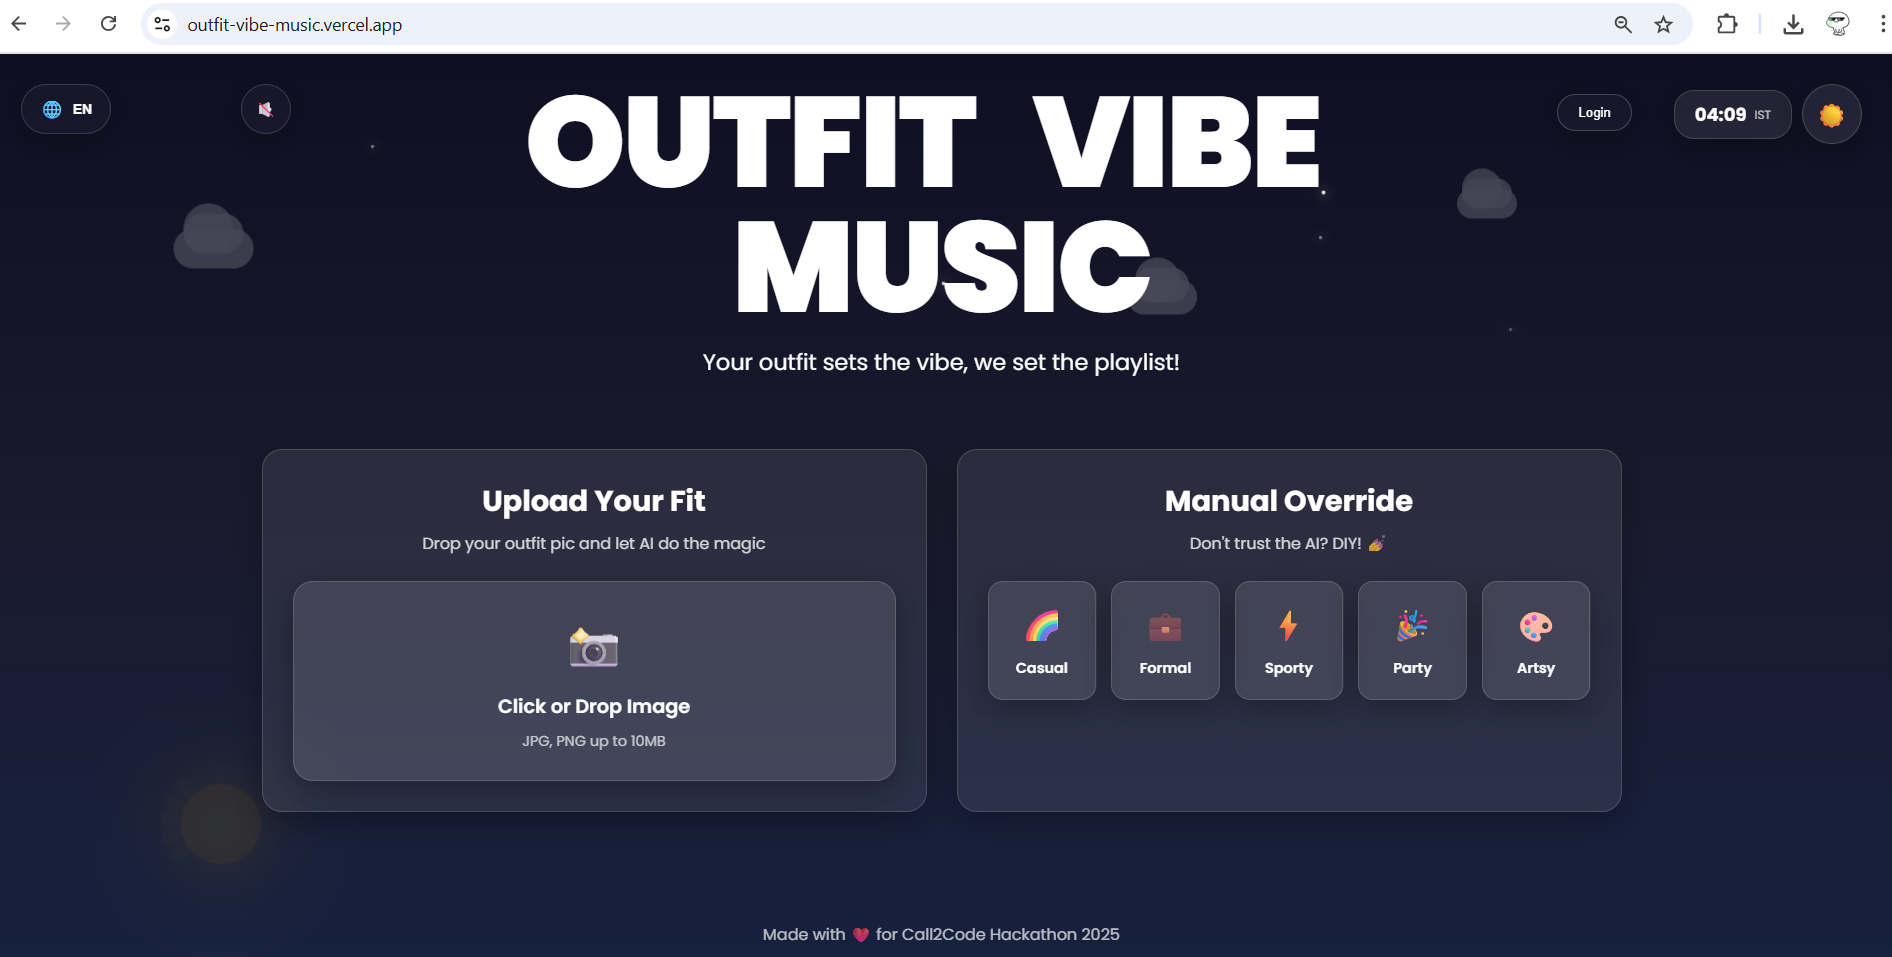 outfit-vibe-music.vercel.app
EN
Login
04:09 IST
OUTFIT VIBE
MUSIC
Your outfit sets the vibe, we set the playlist!
Upload Your Fit
Drop your outfit pic and let AI do the magic
Click or Drop Image
JPG, PNG up to 10MB
Manual Override
Don't trust the AI? DIY! 💅
Casual
Formal
Sporty
Party
Artsy
Made with ❤️ for Call2Code Hackathon 2025